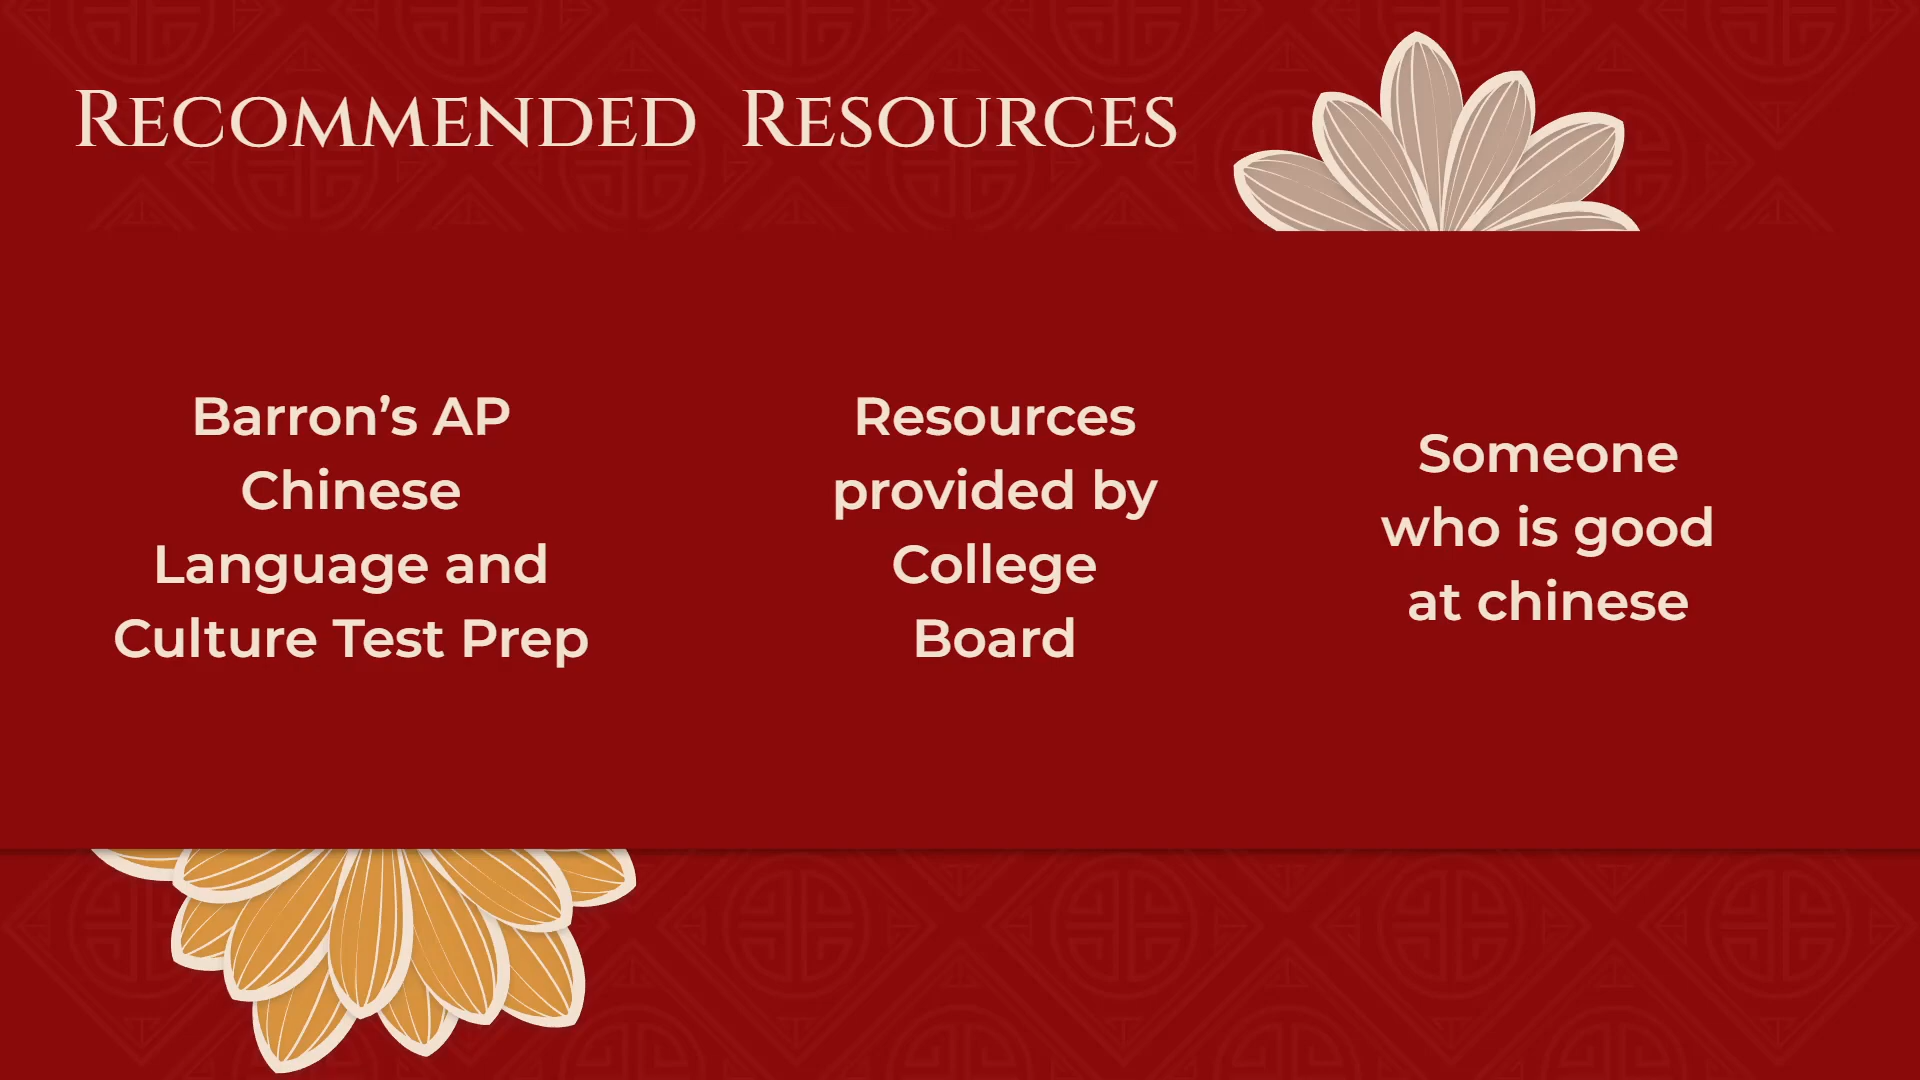 Recommended Resources
Barron’s AP
Chinese
Language and
Culture Test Prep
Resources
provided by
College
Board
Someone
who is good
at chinese